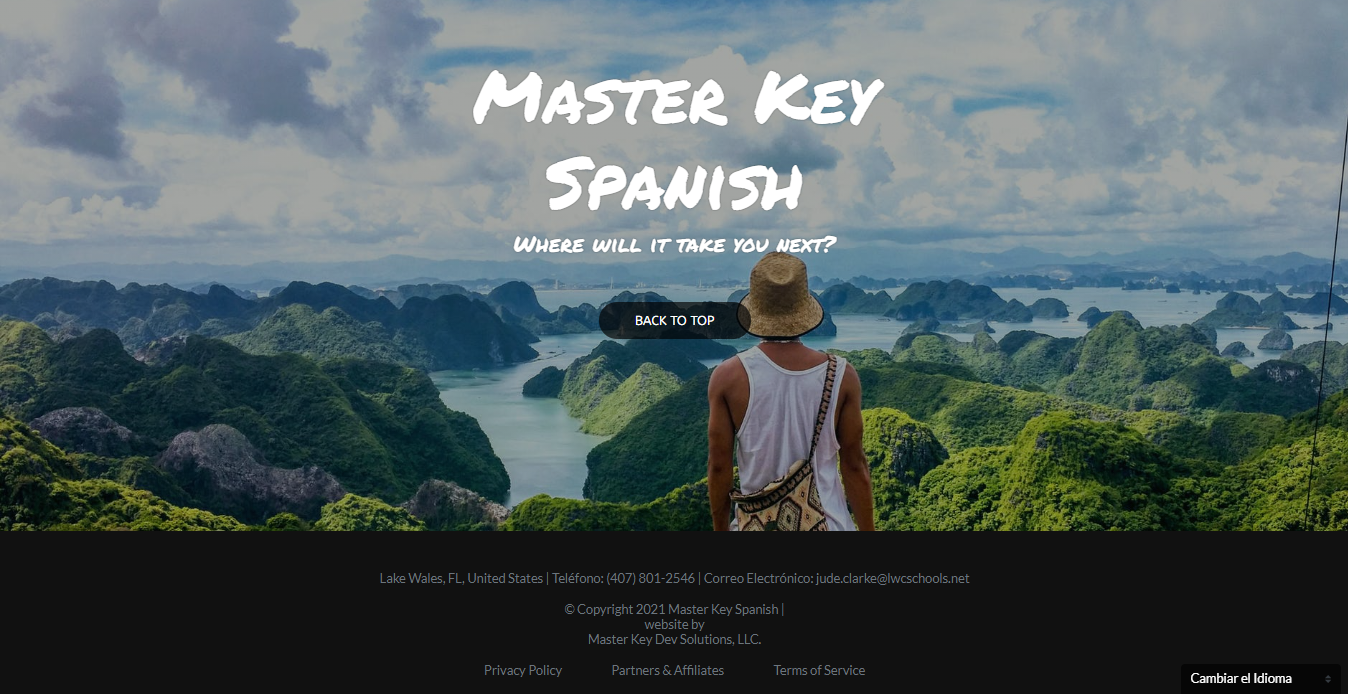 Master Key
Spanish
Where will it take you next?
BACK TO TOP
Lake Wales, FL, United States | Teléfono: (407) 801-2546 | Correo Electrónico: jude.clarke@lwcschools.net
© Copyright 2021 Master Key Spanish |
website by
Master Key Dev Solutions, LLC.
Privacy Policy Partners & Affiliates Terms of Service
Cambiar el Idioma